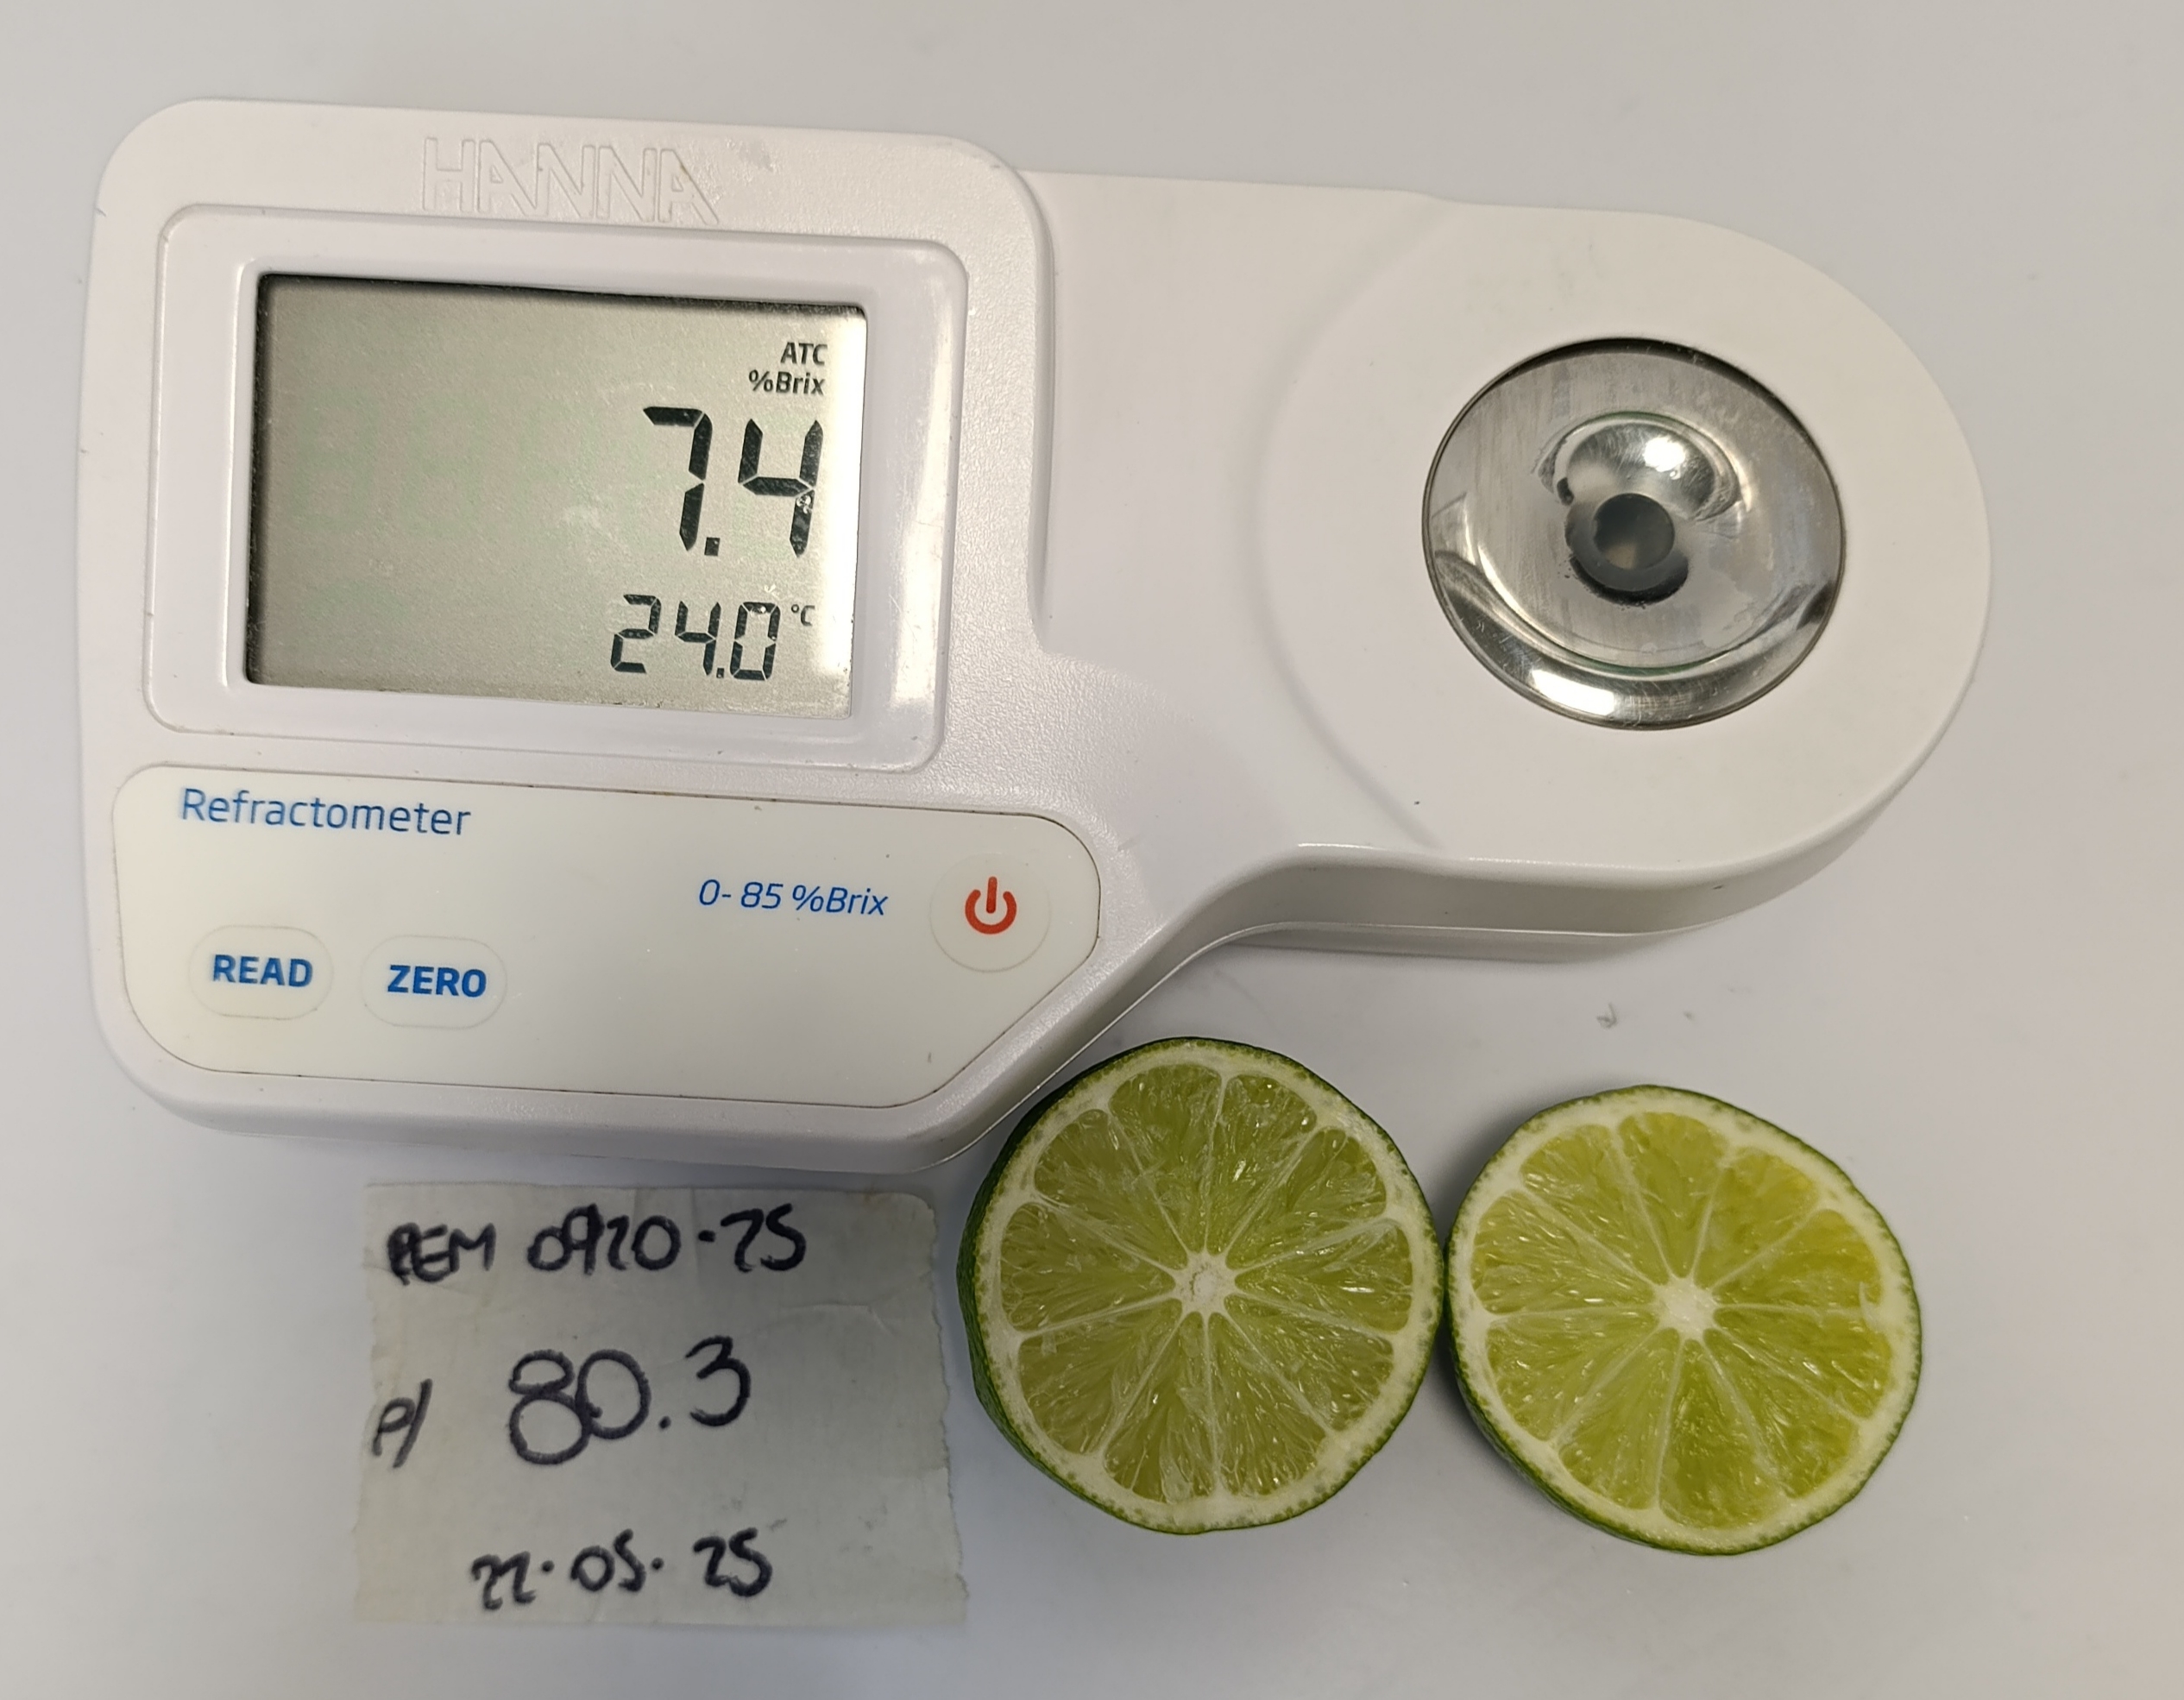 HANNA
ATC
%Brix
7.4
24.0 °C
Refractometer
0-85 %Brix
READ
ZERO
REM 0920-25
P/ 80.3
22.05.25